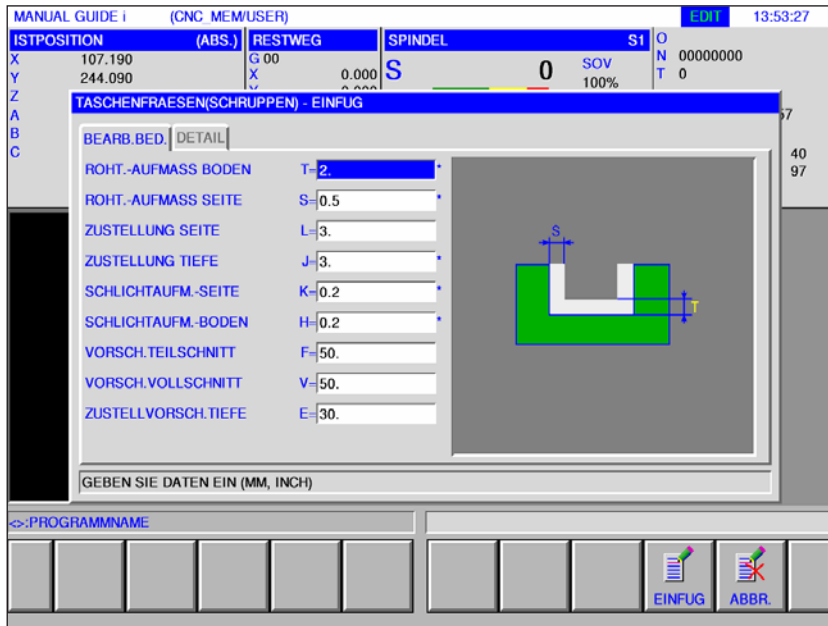 MANUAL GUIDE i (CNC_MEM/USER) EDIT 13:53:27
ISTPOSITION (ABS.) RESTWEG SPINDEL S1 O
X 107.190 G 00 N 00000000
Y 244.090 X 0.000 S 0 SOV T 0
100%
Z
A
B
C
40
97
TASCHENFRAESEN(SCHRUPPEN) - EINFUG
BEARB.BED. DETAIL
ROHT.-AUFMASS BODEN T=2. *
ROHT.-AUFMASS SEITE S=0.5 *
ZUSTELLUNG SEITE L=3.
ZUSTELLUNG TIEFE J=3. *
SCHLICHTAUFM.-SEITE K=0.2 *
SCHLICHTAUFM.-BODEN H=0.2 *
VORSCH.TEILSCHNITT F=50.
VORSCH.VOLLSCHNITT V=50.
ZUSTELLVORSCH.TIEFE E=30.
S
T
GEBEN SIE DATEN EIN (MM, INCH)
<>:PROGRAMMNAME
EINFUG ABBR.